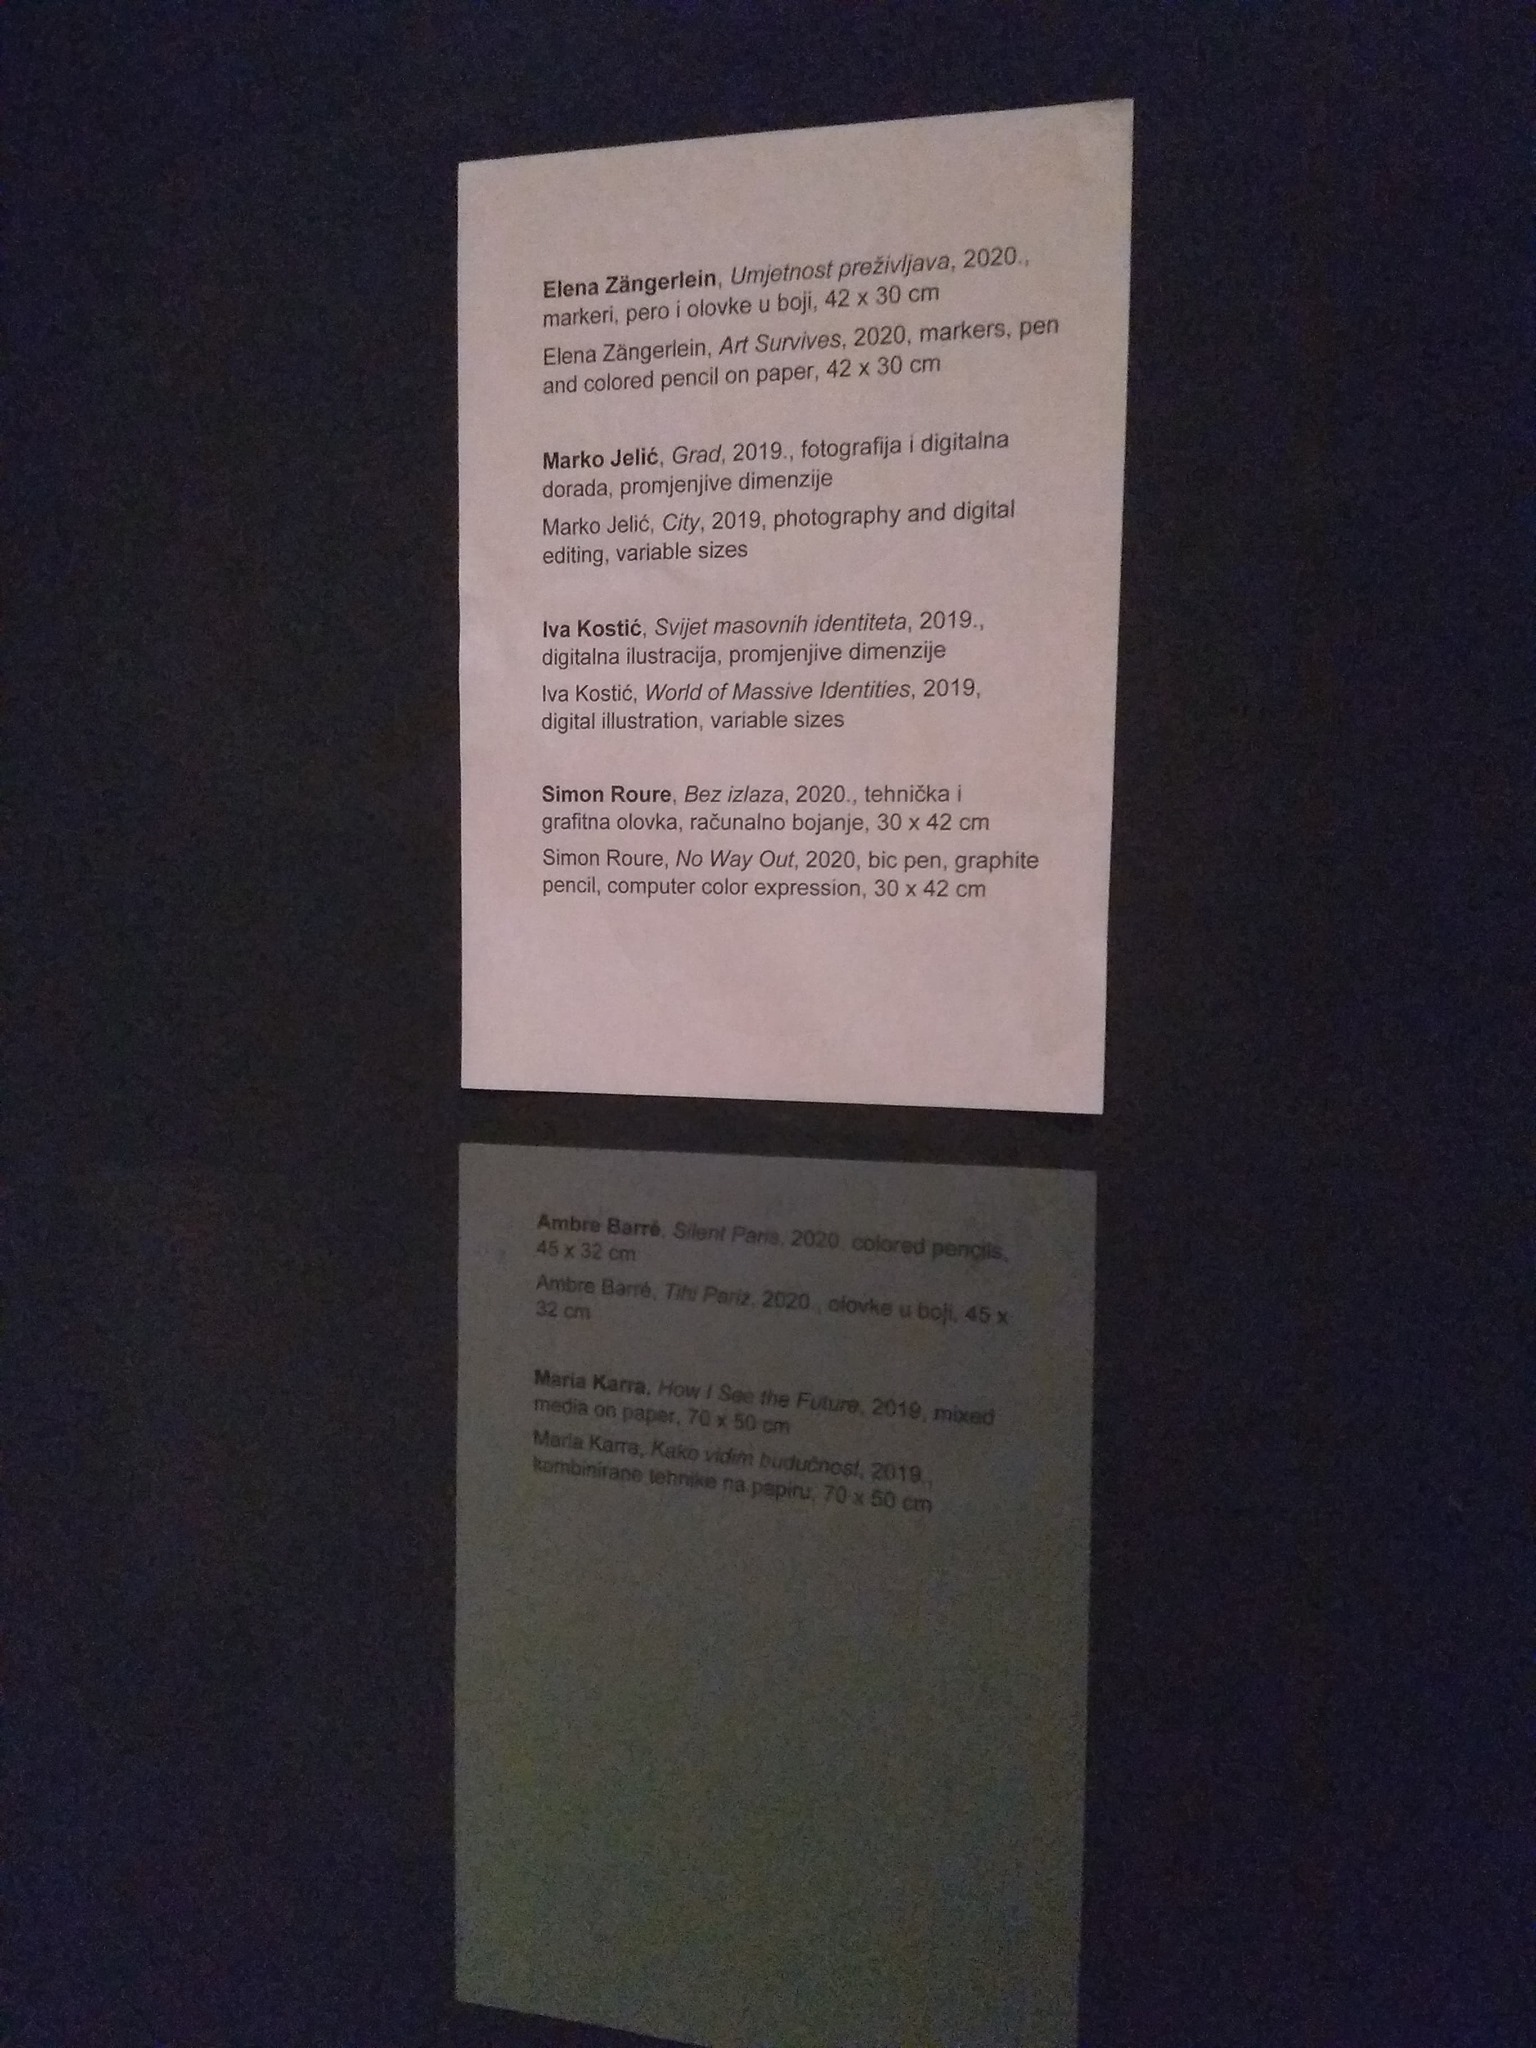 Elena Zängerlein, Umjetnost preživljava, 2020.,
markeri, pero i olovke u boji, 42 x 30 cm
Elena Zängerlein, Art Survives, 2020, markers, pen
and colored pencil on paper, 42 x 30 cm
Marko Jelić, Grad, 2019., fotografija i digitalna
dorada, promjenjive dimenzije
Marko Jelić, City, 2019, photography and digital
editing, variable sizes
Iva Kostić, Svijet masovnih identiteta, 2019.,
digitalna ilustracija, promjenjive dimenzije
Iva Kostić, World of Massive Identities, 2019,
digital illustration, variable sizes
Simon Roure, Bez izlaza, 2020., tehnička i
grafitna olovka, računalno bojanje, 30 x 42 cm
Simon Roure, No Way Out, 2020, bic pen, graphite
pencil, computer color expression, 30 x 42 cm
Ambre Barré, Silent Paris, 2020, colored pencils,
45 x 32 cm
Ambre Barré, Tihi Pariz, 2020., olovke u boji, 45 x
32 cm
Maria Karra, How I See the Future, 2019, mixed
media on paper, 70 x 50 cm
Maria Karra, Kako vidim budućnost, 2019.,
kombinirane tehnike na papiru, 70 x 50 cm